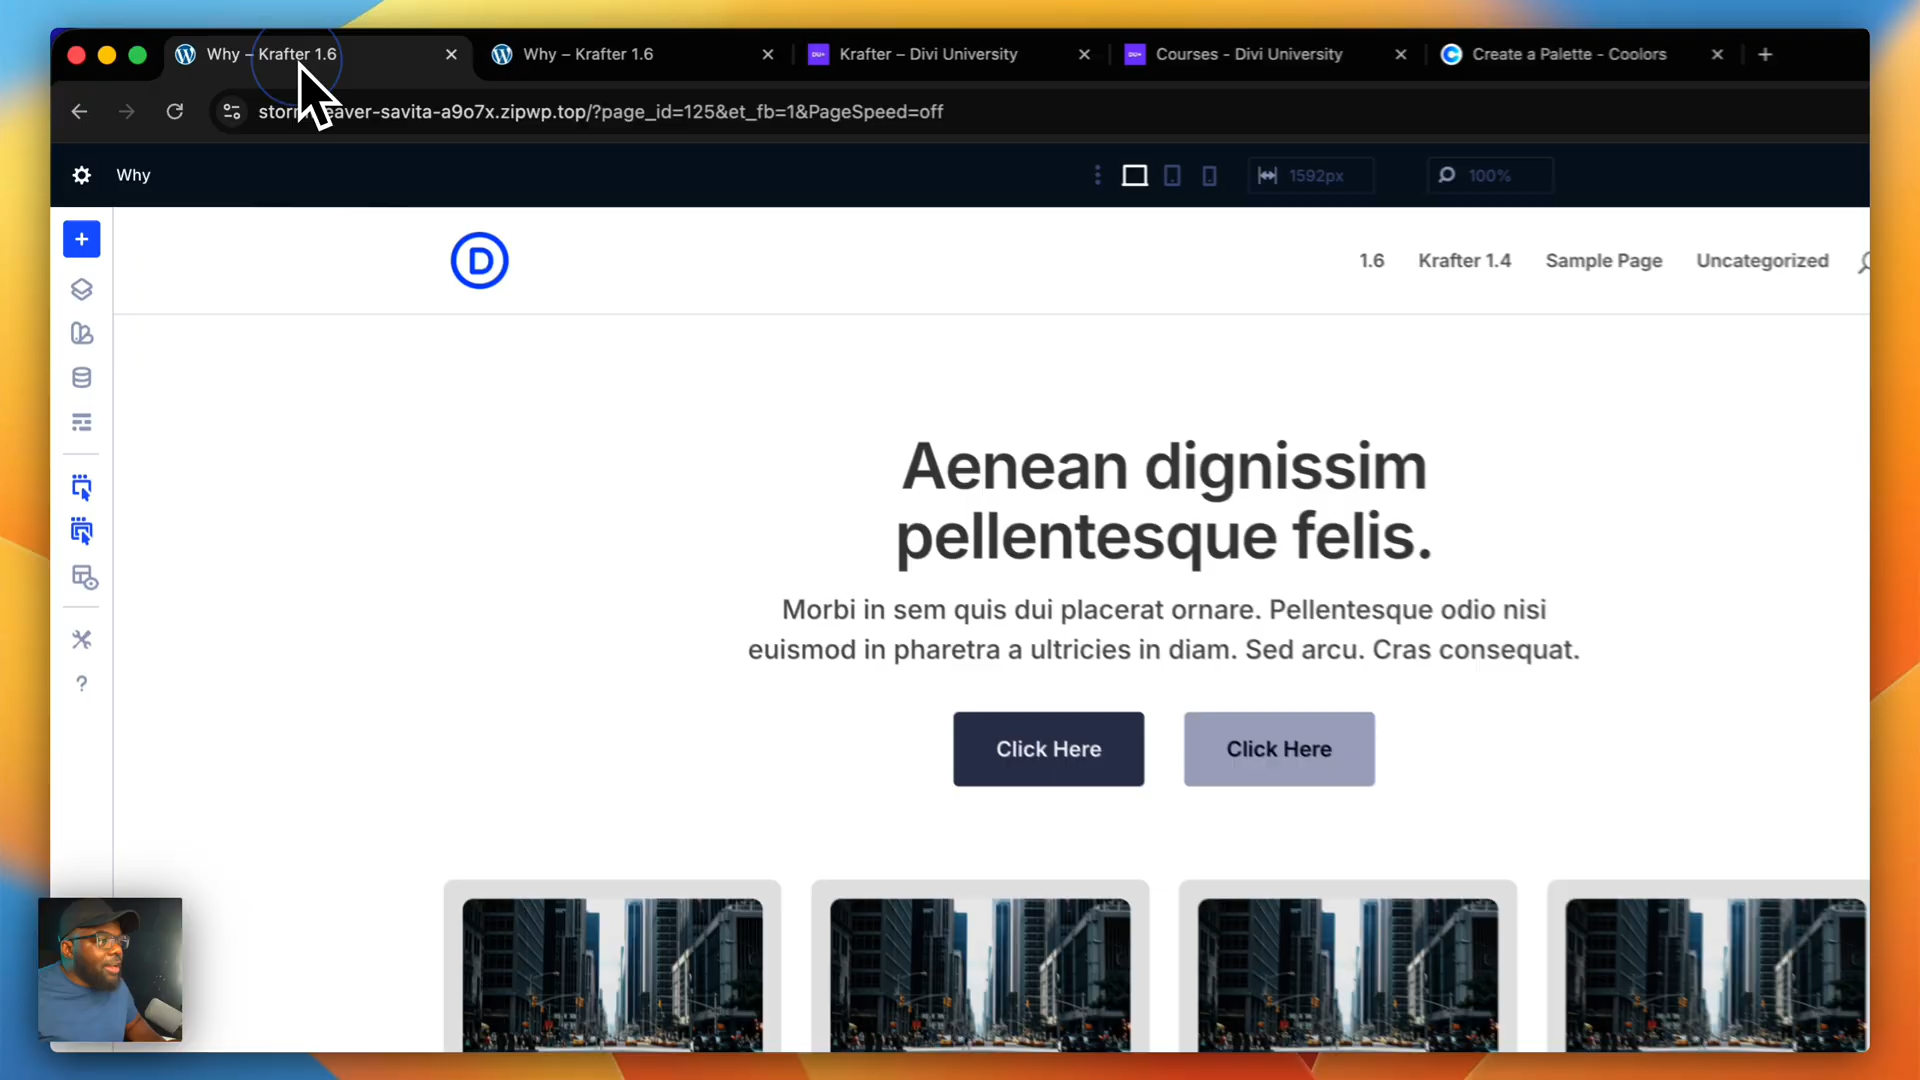 Why – Krafter 1.6
Why – Krafter 1.6
DU+
Krafter – Divi University
DU+
Courses - Divi University
Create a Palette - Coolors
eaver-savita-a9o7x.zipwp.top/?page_id=125&et_fb=1&PageSpeed=off
Why
1592px
100%
D
1.6
Krafter 1.4
Sample Page
Uncategorized
Aenean dignissim
pellentesque felis.
Morbi in sem quis dui placerat ornare. Pellentesque odio nisi
euismod in pharetra a ultricies in diam. Sed arcu. Cras consequat.
Click Here
Click Here